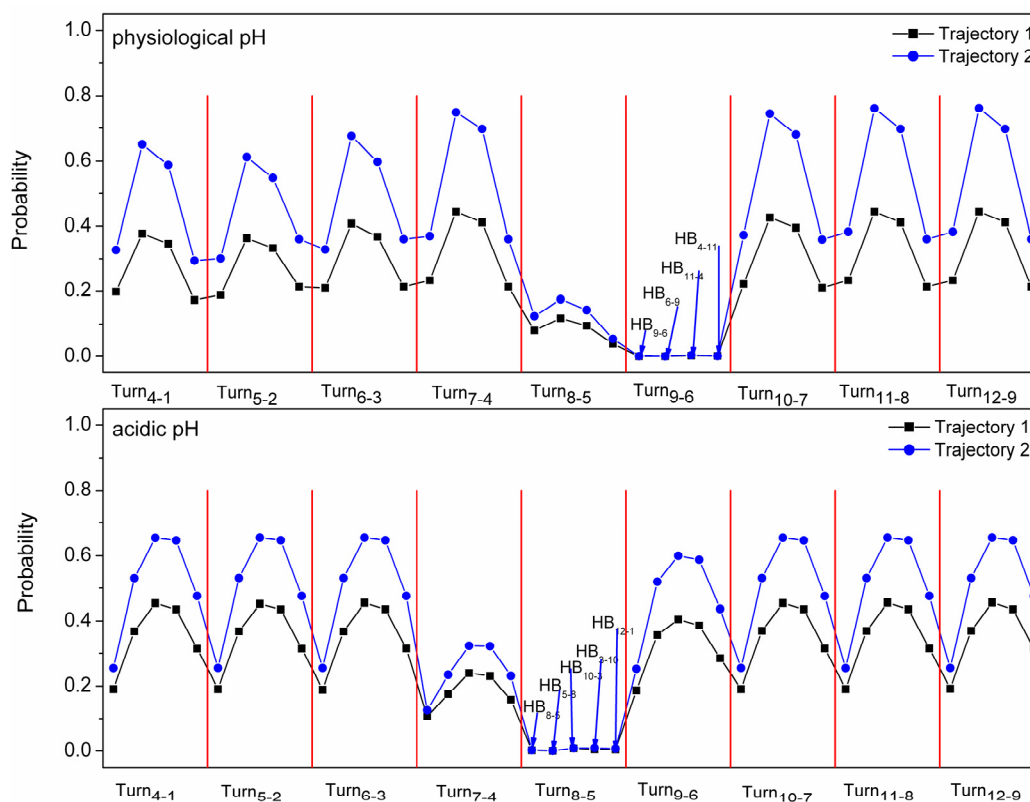 physiological pH
Trajectory 1
Trajectory 2
Probability
1.0
0.8
0.6
0.4
0.2
0.0
HB4-11
HB11-4
HB6-9
HB9-6
Turn4-1 Turn5-2 Turn6-3 Turn7-4 Turn8-5 Turn9-6 Turn10-7 Turn11-8 Turn12-9
acidic pH
Trajectory 1
Trajectory 2
Probability
1.0
0.8
0.6
0.4
0.2
0.0
HB12-1
HB3-10
HB10-3
HB5-8
HB8-5
Turn4-1 Turn5-2 Turn6-3 Turn7-4 Turn8-5 Turn9-6 Turn10-7 Turn11-8 Turn12-9